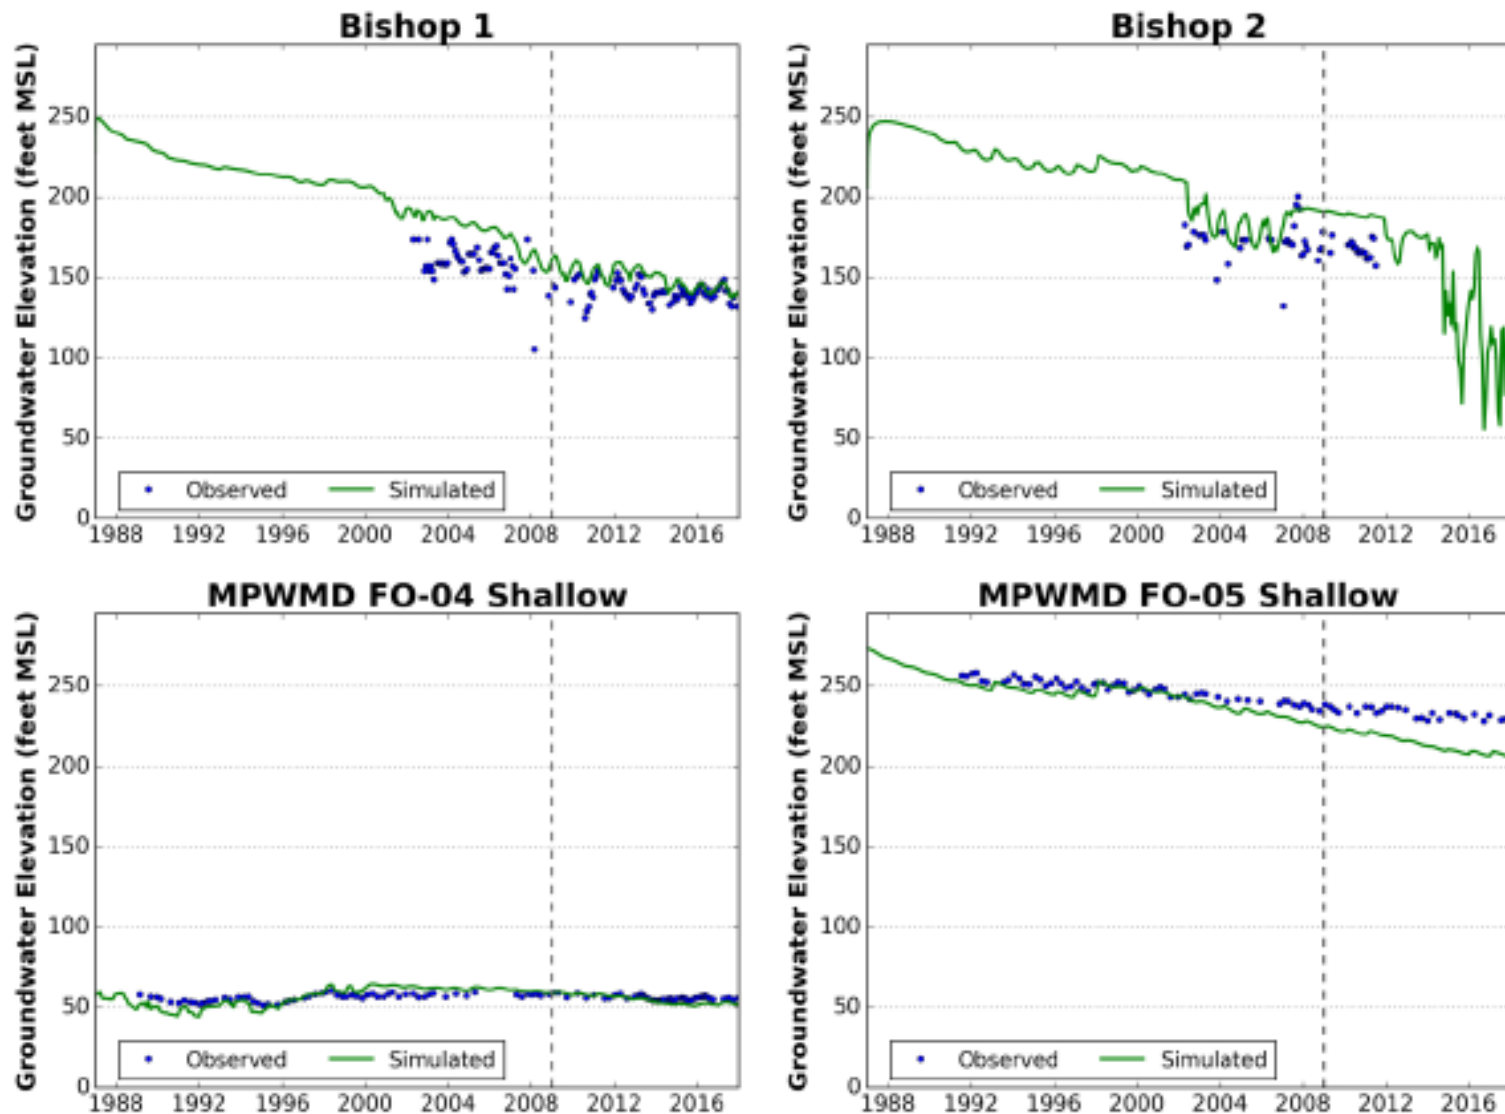 Bishop 1
Groundwater Elevation (feet MSL)
250
200
150
100
50
0
Observed
Simulated
1988 1992 1996 2000 2004 2008 2012 2016
Bishop 2
Groundwater Elevation (feet MSL)
250
200
150
100
50
0
Observed
Simulated
1988 1992 1996 2000 2004 2008 2012 2016
MPWMD FO-04 Shallow
Groundwater Elevation (feet MSL)
250
200
150
100
50
0
Observed
Simulated
1988 1992 1996 2000 2004 2008 2012 2016
MPWMD FO-05 Shallow
Groundwater Elevation (feet MSL)
250
200
150
100
50
0
Observed
Simulated
1988 1992 1996 2000 2004 2008 2012 2016